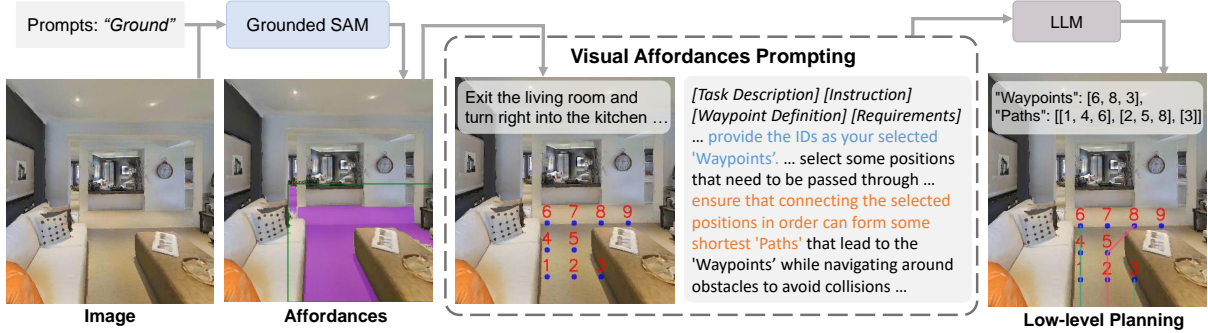 Prompts: “Ground”
Grounded SAM
LLM
Visual Affordances Prompting
Exit the living room and
turn right into the kitchen ...
[Task Description] [Instruction]
[Waypoint Definition] [Requirements]
... provide the IDs as your selected
'Waypoints'. ... select some positions
that need to be passed through ...
ensure that connecting the selected
positions in order can form some
shortest 'Paths' that lead to the
'Waypoints’ while navigating around
obstacles to avoid collisions ...
"Waypoints": [6, 8, 3],
"Paths": [[1, 4, 6], [2, 5, 8], [3]]
6 7 8 9
4 5
1 2 3
6 7 8 9
4 5
1 2 3
Image
Affordances
Low-level Planning